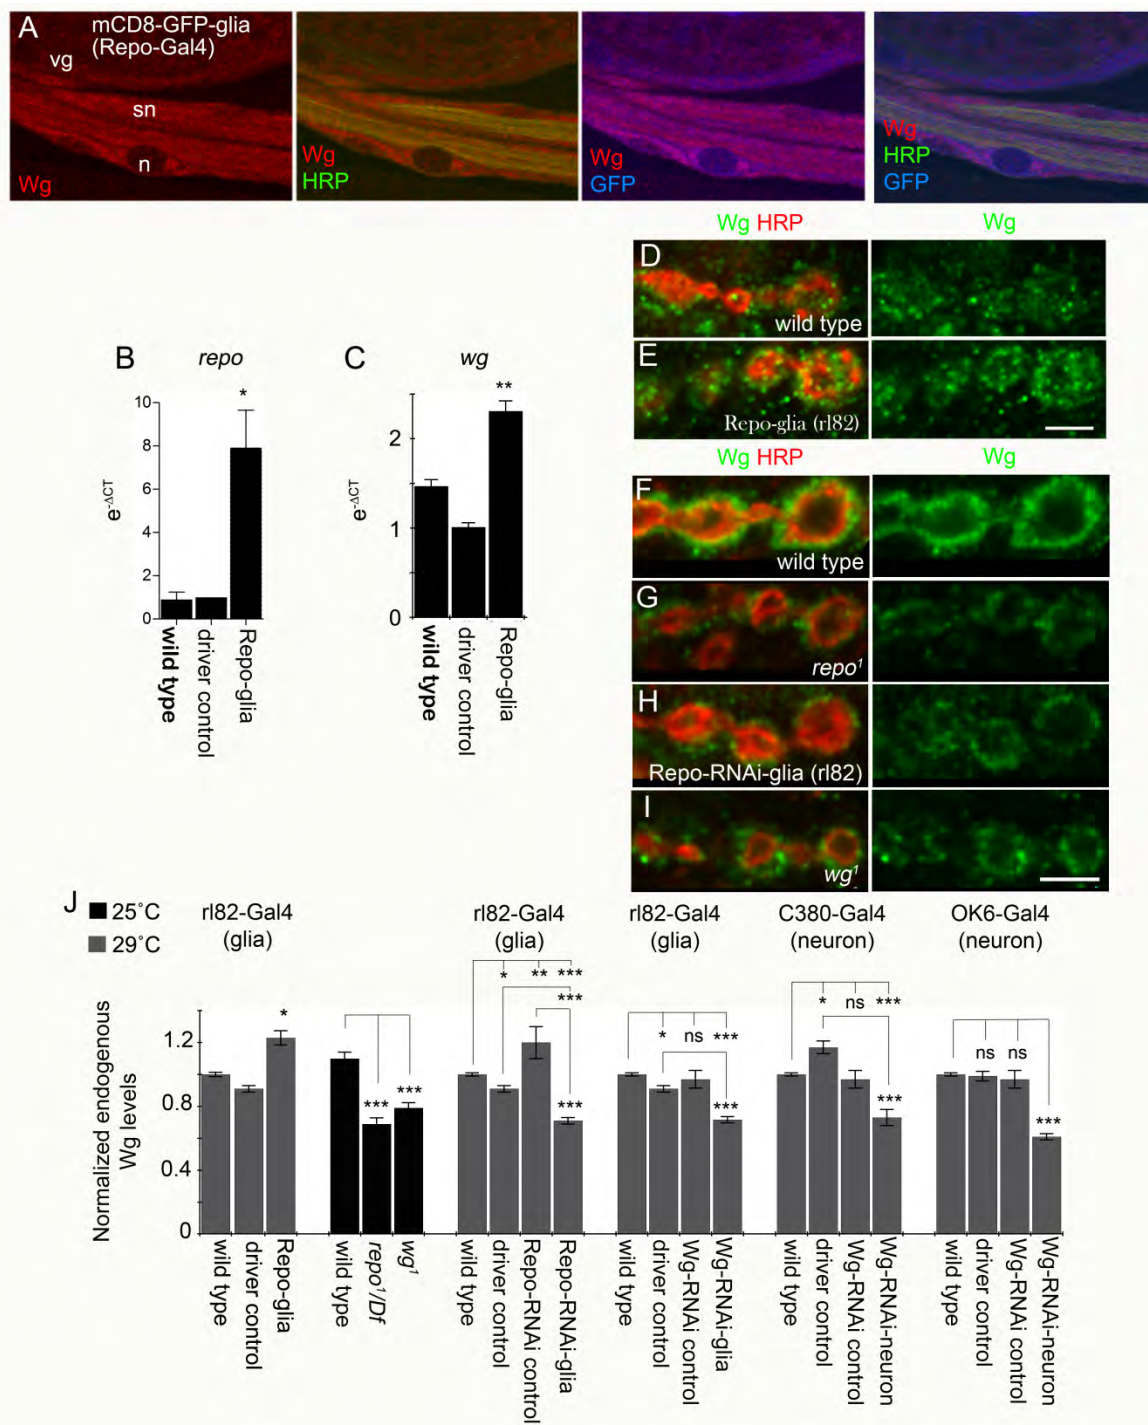 A
mCD8-GFP-glia
(Repo-Gal4)
vg
sn
n
Wg
Wg
HRP
Wg
GFP
Wg
HRP
GFP
Wg HRP
Wg
D
wild type
E
Repo-glia (rl82)
B
repo
e-ΔCT
10
8
6
4
2
0
wild type
driver control
Repo-glia
*
C
wg
e-ΔCT
2
1
0
wild type
driver control
Repo-glia
**
Wg HRP
Wg
F
wild type
G
repo1
H
Repo-RNAi-glia (rl82)
I
wg1
J
25˚C
29˚C
rl82-Gal4
(glia)
rl82-Gal4
(glia)
rl82-Gal4
(glia)
C380-Gal4
(neuron)
OK6-Gal4
(neuron)
Normalized endogenous
Wg levels
1.2
0.8
0.4
0
*
*** ***
* ** ***
***
***
* ns ***
***
* ns ***
ns
***
ns ns
***
wild type
driver control
Repo-glia
wild type
repo1/Df
wg1
wild type
driver control
Repo-RNAi control
Repo-RNAi-glia
wild type
driver control
Wg-RNAi control
Wg-RNAi-glia
wild type
driver control
Wg-RNAi control
Wg-RNAi-neuron
wild type
driver control
Wg-RNAi control
Wg-RNAi-neuron